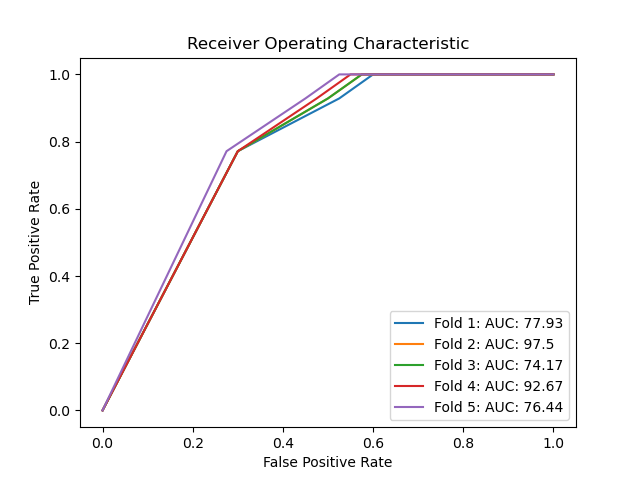 Receiver Operating Characteristic
True Positive Rate
1.0
0.8
0.6
0.4
0.2
0.0
Fold 1: AUC: 77.93
Fold 2: AUC: 97.5
Fold 3: AUC: 74.17
Fold 4: AUC: 92.67
Fold 5: AUC: 76.44
0.0 0.2 0.4 0.6 0.8 1.0
False Positive Rate